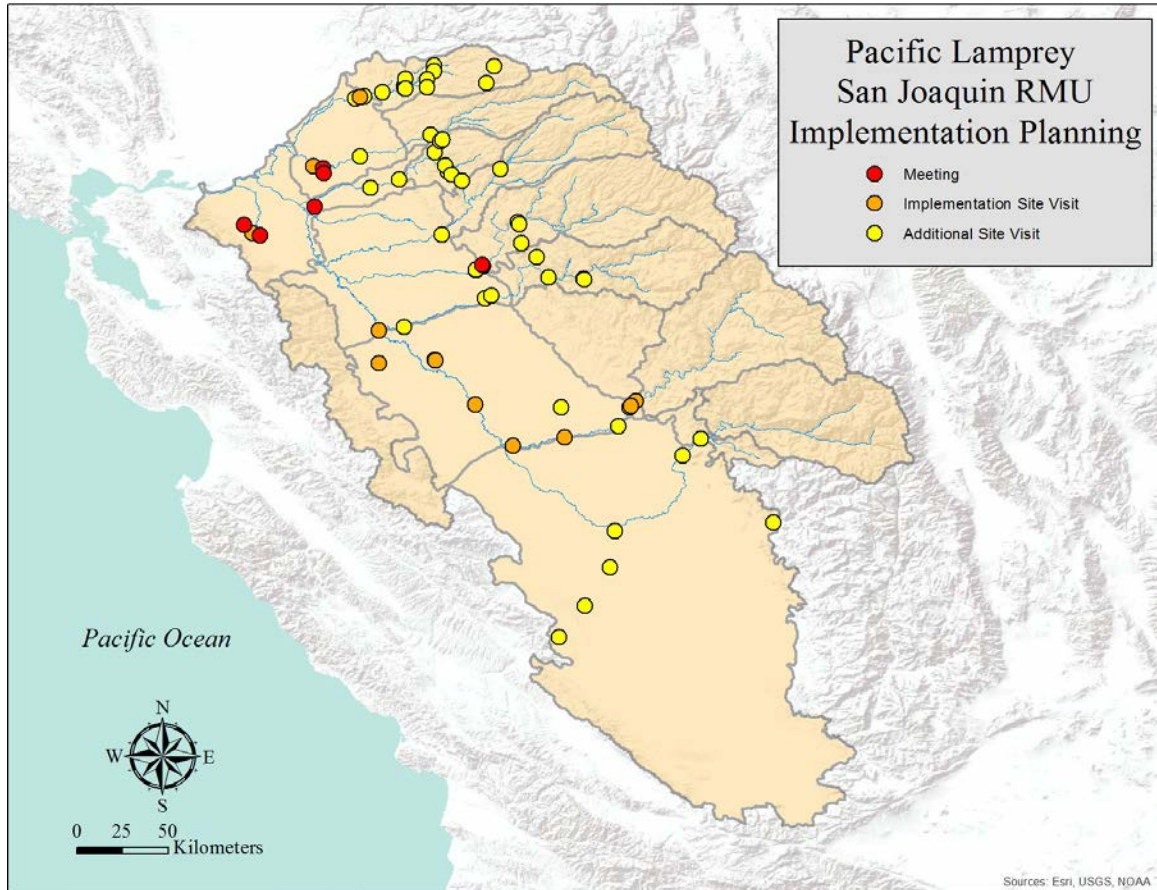 Pacific Lamprey
San Joaquin RMU
Implementation Planning
Meeting
Implementation Site Visit
Additional Site Visit
Pacific Ocean
N
W E
S
0 25 50
Kilometers
Sources: Esri, USGS, NOAA